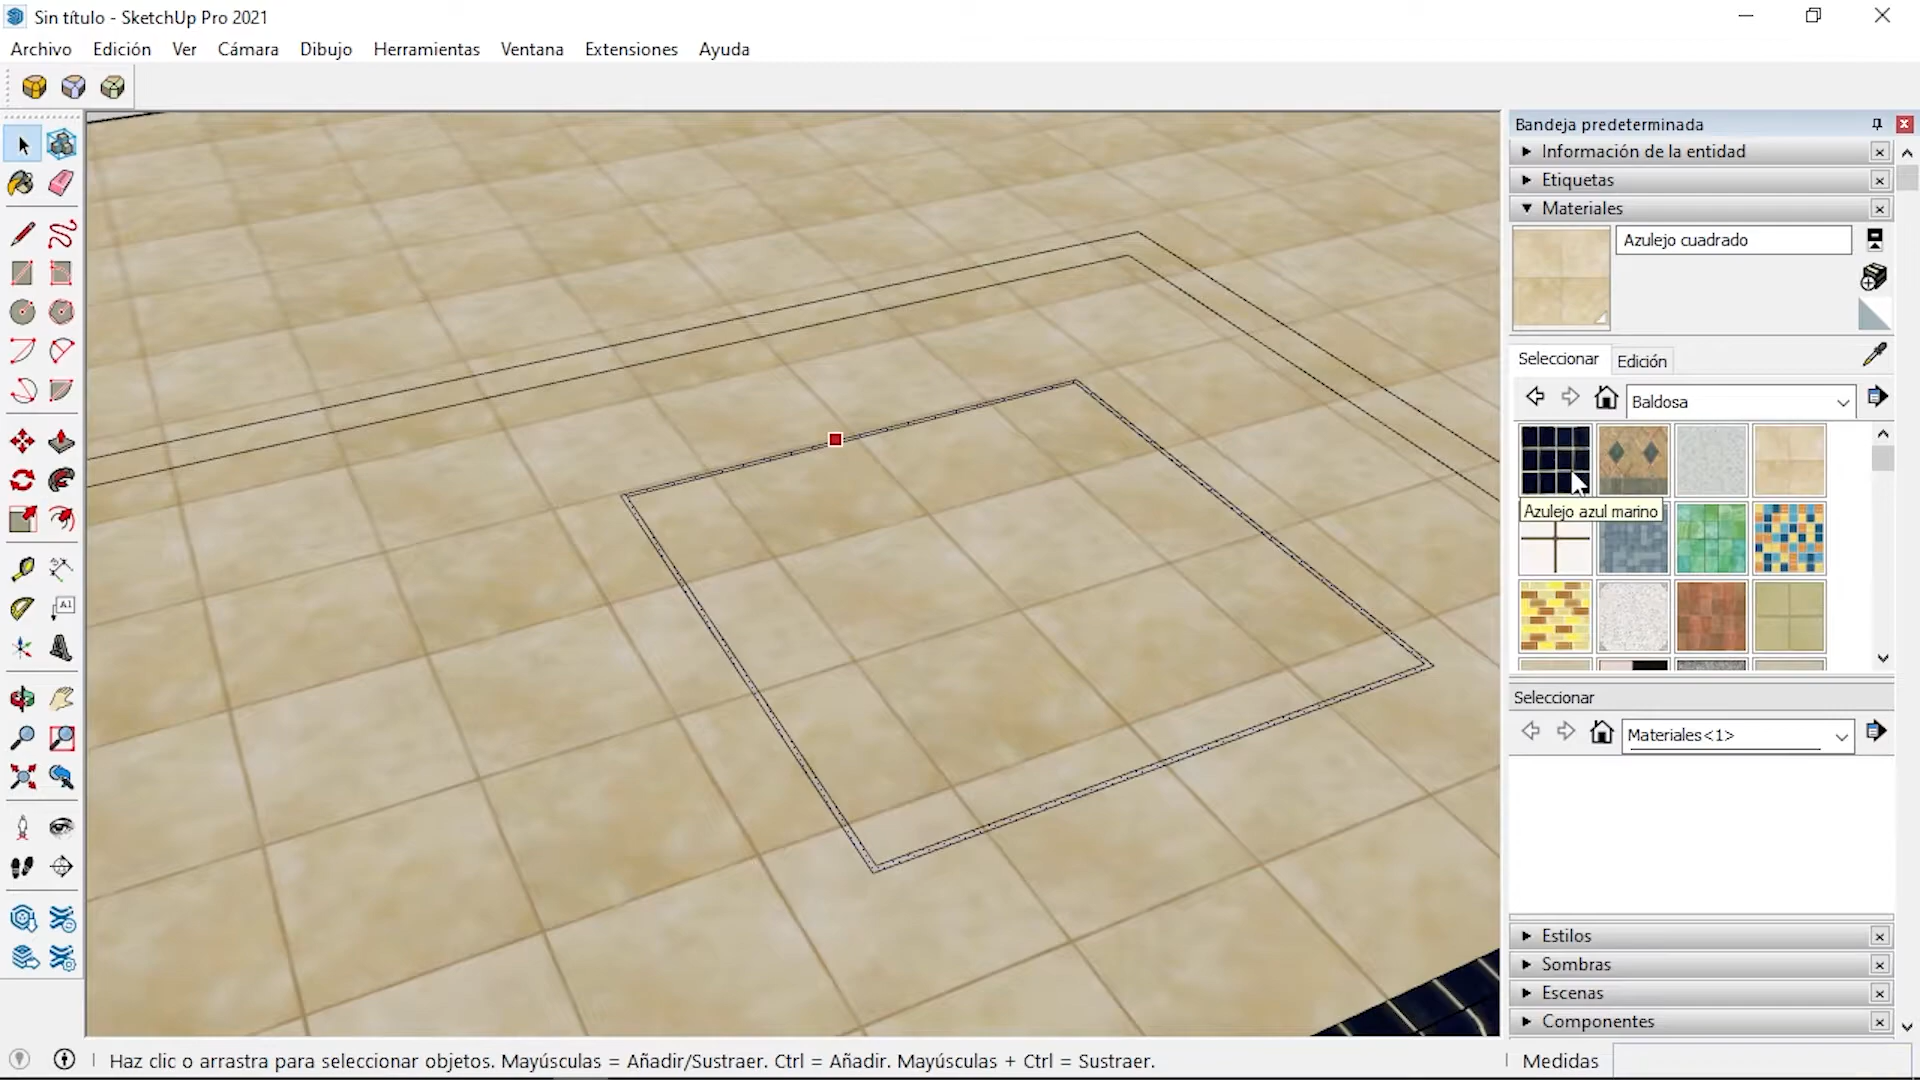 Sin título - SketchUp Pro 2021
Archivo Edición Ver Cámara Dibujo Herramientas Ventana Extensiones Ayuda
Bandeja predeterminada
Información de la entidad
Etiquetas
Materiales
Azulejo cuadrado
Seleccionar Edición
Baldosa
Azulejo azul marino
Seleccionar
Materiales<1>
Estilos
Sombras
Escenas
Componentes
A1
Haz clic o arrastra para seleccionar objetos. Mayúsculas = Añadir/Sustraer. Ctrl = Añadir. Mayúsculas + Ctrl = Sustraer.
Medidas